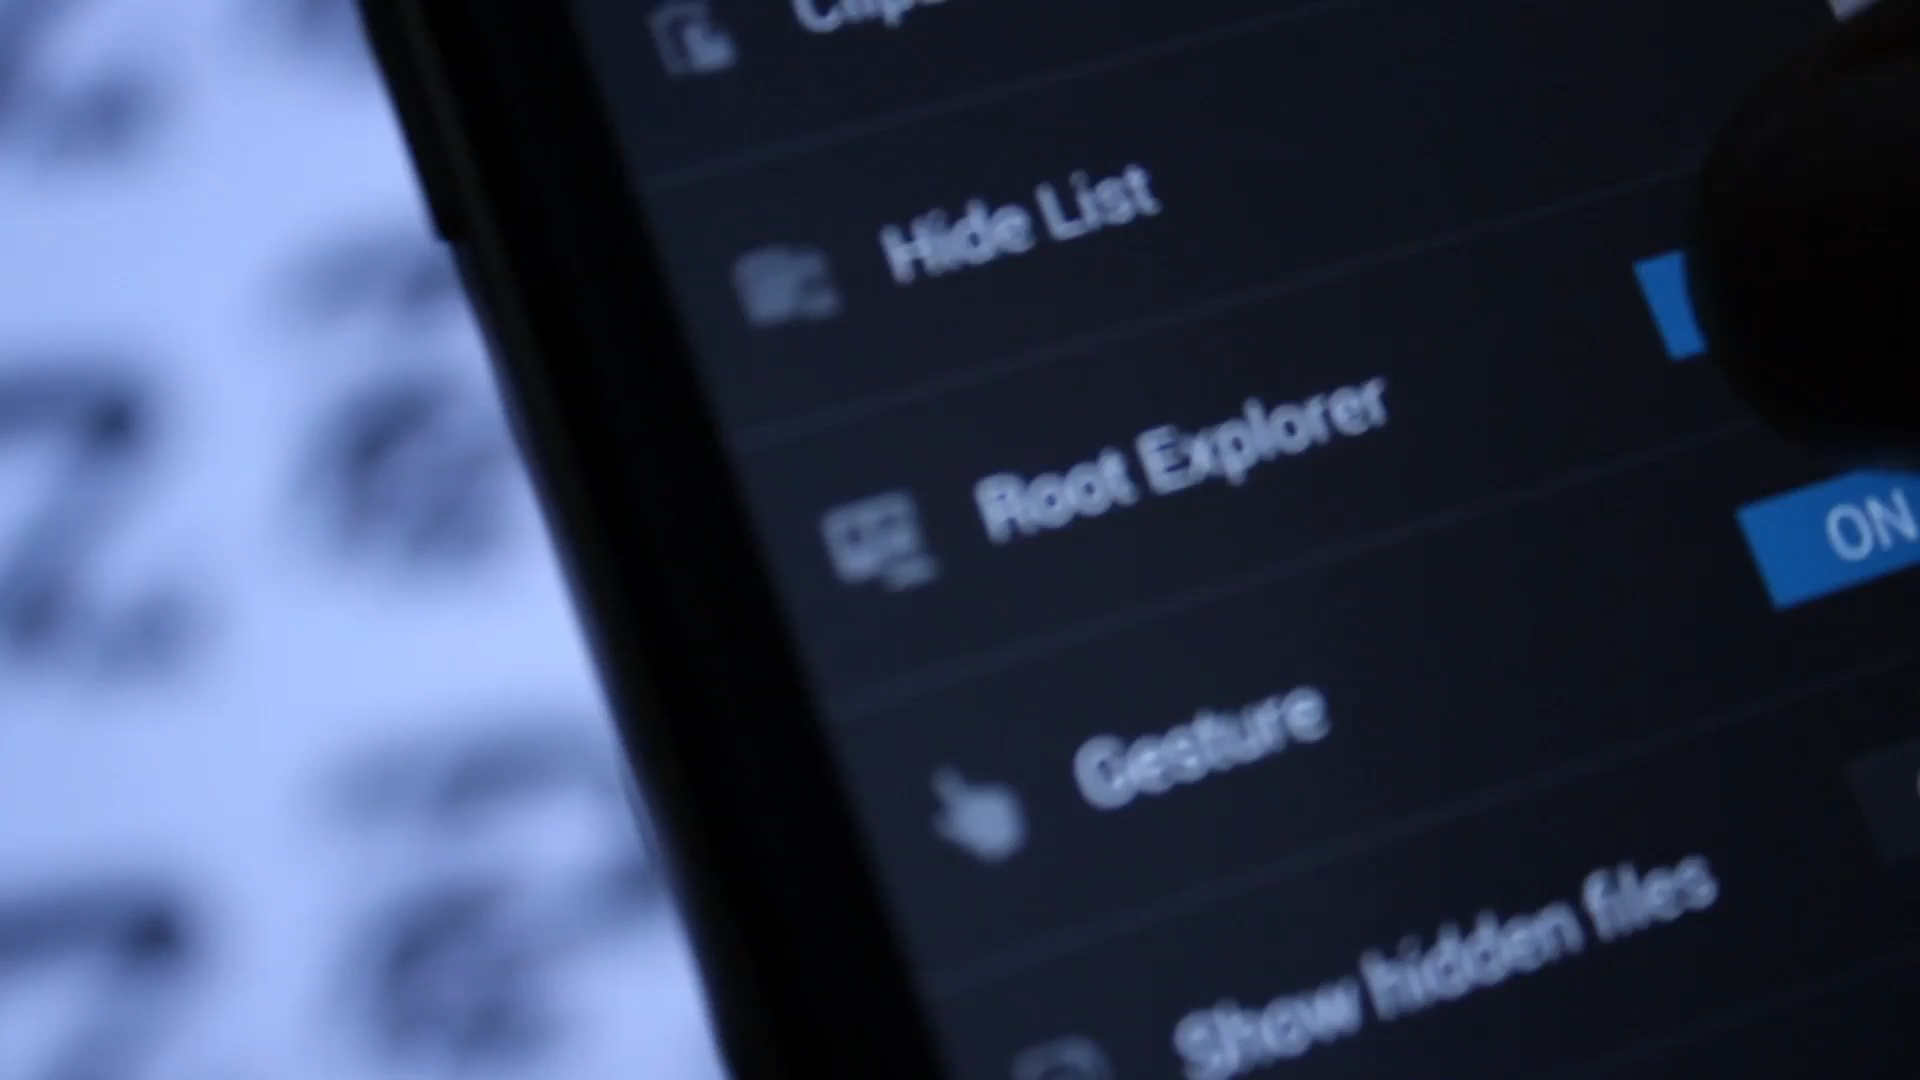 Hide List
Root Explorer
ON
Gesture
Show hidden files